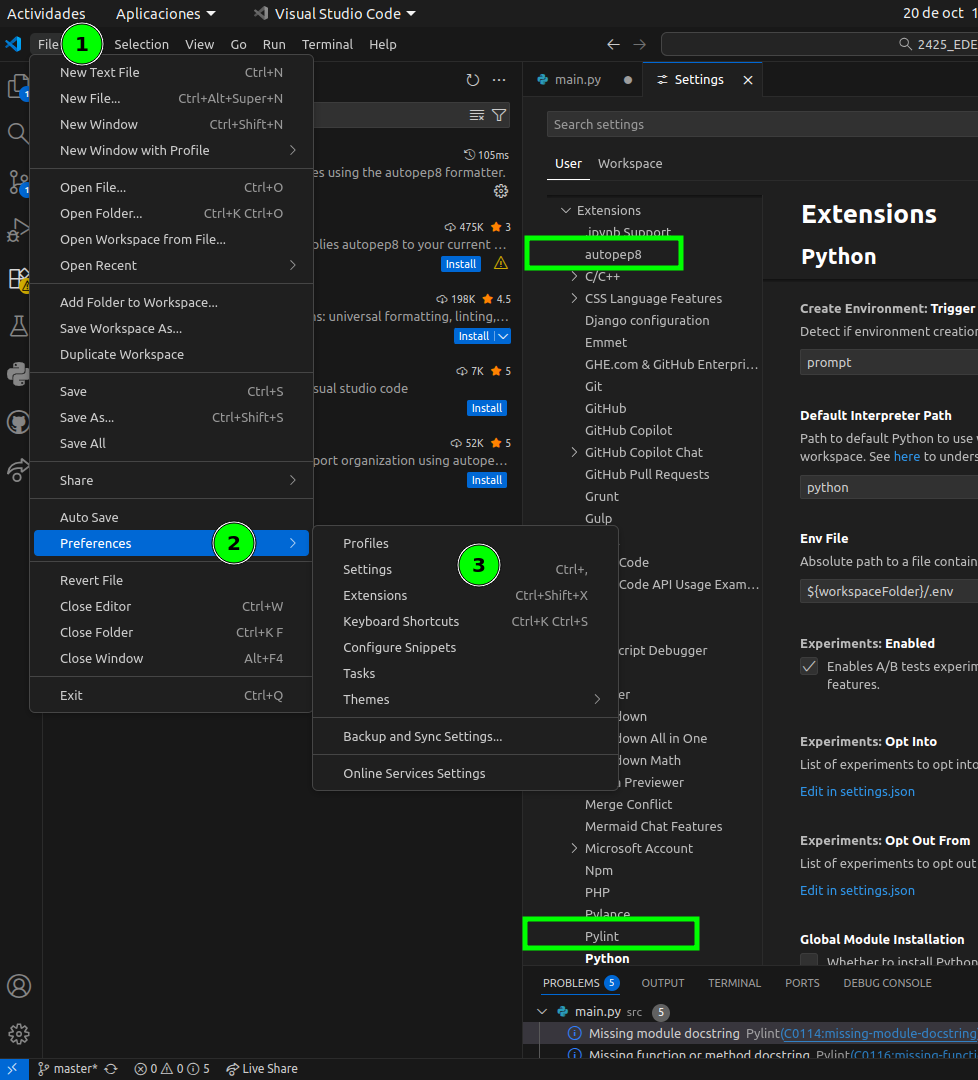 Actividades Aplicaciones Visual Studio Code 20 de oct 1
File 1 Selection View Go Run Terminal Help 2425_EDE
New Text File Ctrl+N
New File... Ctrl+Alt+Super+N
New Window Ctrl+Shift+N
New Window with Profile
Open File... Ctrl+O
Open Folder... Ctrl+K Ctrl+O
Open Workspace from File...
Open Recent
Add Folder to Workspace...
Save Workspace As...
Duplicate Workspace
Save Ctrl+S
Save As... Ctrl+Shift+S
Save All
Share
Auto Save
Preferences 2
Revert File
Close Editor Ctrl+W
Close Folder Ctrl+K F
Close Window Alt+F4
Exit Ctrl+Q
Profiles
Settings 3 Ctrl+,
Extensions Ctrl+Shift+X
Keyboard Shortcuts Ctrl+K Ctrl+S
Configure Snippets
Tasks
Themes
Backup and Sync Settings...
Online Services Settings
1
1
105ms
es using the autopep8 formatter.
475K 3
plies autopep8 to your current ...
Install
198K 4.5
ns: universal formatting, linting,...
Install
7K 5
sual studio code
Install
52K 5
port organization using autope...
Install
main.py Settings
Search settings
User Workspace
Extensions
.ipynb Support
autopep8
C/C++
CSS Language Features
Django configuration
Emmet
GHE.com & GitHub Enterpri...
Git
GitHub
GitHub Copilot
GitHub Copilot Chat
GitHub Pull Requests
Grunt
Gulp
Code
Code API Usage Exam...
cript Debugger
er
down
down All in One
down Math
n Previewer
Merge Conflict
Mermaid Chat Features
Microsoft Account
Npm
PHP
Pylance
Pylint
Python
Extensions
Python
Create Environment: Trigger
Detect if environment creation
prompt
Default Interpreter Path
Path to default Python to use
workspace. See here to unders
python
Env File
Absolute path to a file contain
${workspaceFolder}/.env
Experiments: Enabled
Enables A/B tests experim
features.
Experiments: Opt Into
List of experiments to opt into
Edit in settings.json
Experiments: Opt Out From
List of experiments to opt out
Edit in settings.json
Global Module Installation
Whether to install Python
PROBLEMS 5 OUTPUT TERMINAL PORTS DEBUG CONSOLE
main.py src 5
Missing module docstring Pylint(C0114:missing-module-docstring
Missing function or method docstring Pylint(C0116:missing-functi
master* 0 0 5 Live Share